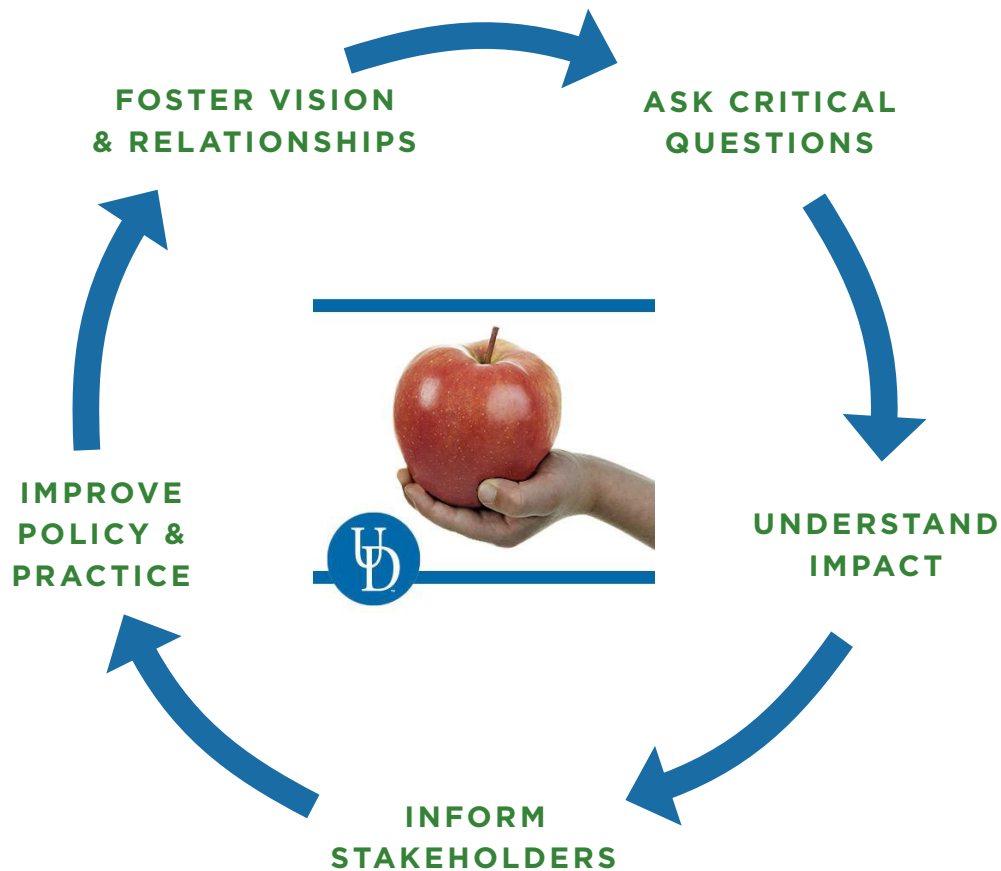 FOSTER VISION
& RELATIONSHIPS
ASK CRITICAL
QUESTIONS
UNDERSTAND
IMPACT
INFORM
STAKEHOLDERS
IMPROVE
POLICY &
PRACTICE
UD